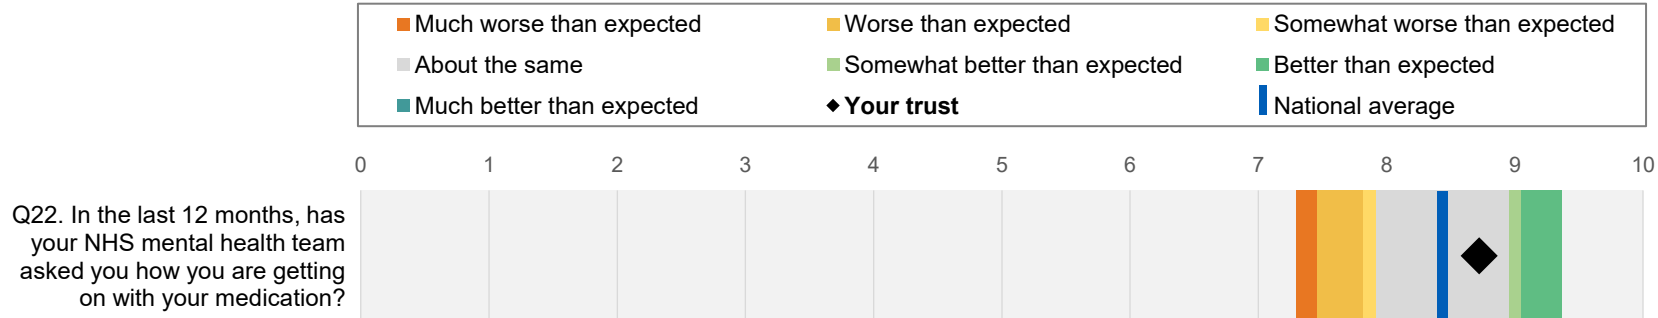 Much worse than expected
Worse than expected
Somewhat worse than expected
About the same
Somewhat better than expected
Better than expected
Much better than expected
Your trust
National average
0 1 2 3 4 5 6 7 8 9 10
Q22. In the last 12 months, has
your NHS mental health team
asked you how you are getting
on with your medication?